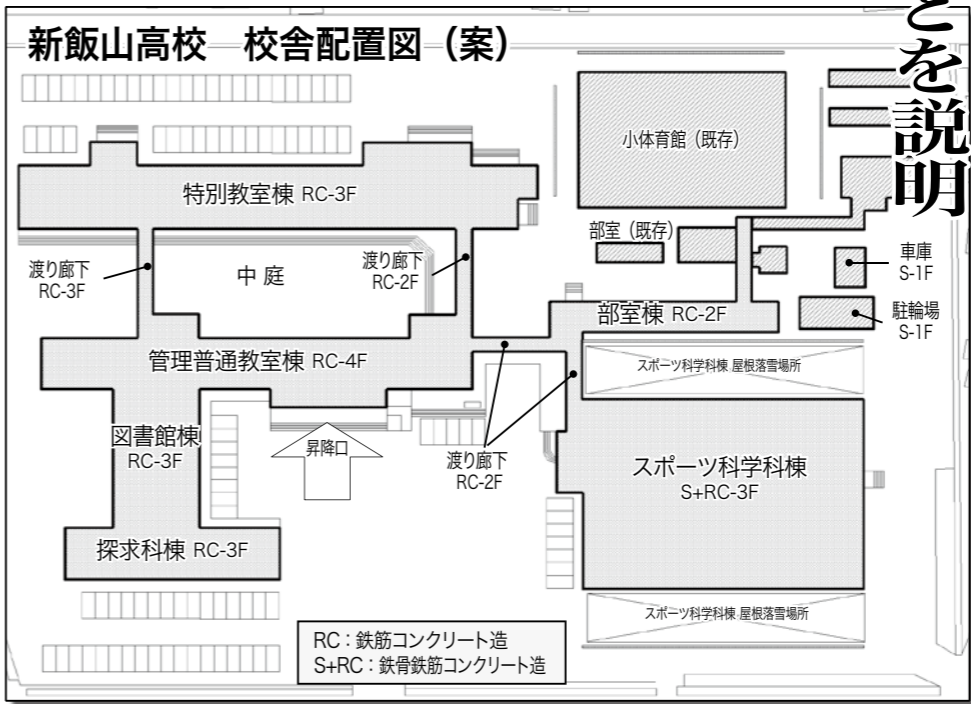 新飯山高校　校舎配置図（案）
とを説明
小体育館（既存）
特別教室棟 RC-3F
部室（既存）
渡り廊下
RC-3F
中 庭
渡り廊下
RC-2F
車庫
S-1F
駐輪場
S-1F
部室棟 RC-2F
管理普通教室棟 RC-4F
スポーツ科学科棟 屋根落雪場所
図書館棟
RC-3F
昇降口
渡り廊下
RC-2F
スポーツ科学科棟
S+RC-3F
探求科棟 RC-3F
スポーツ科学科棟 屋根落雪場所
RC：鉄筋コンクリート造
S+RC：鉄骨鉄筋コンクリート造